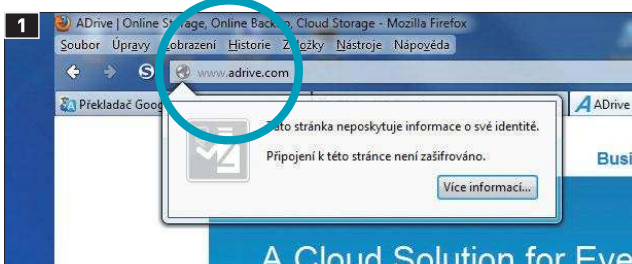 1
ADrive | Online Storage, Online Backup, Cloud Storage - Mozilla Firefox
Soubor Úpravy Zobrazení Historie Záložky Nástroje Nápověda
S www.adrive.com
Překladač Goog
ADrive
Tato stránka neposkytuje informace o své identitě.
Připojení k této stránce není zašifrováno.
Více informací...
Busi
A Cloud Solution for Eve